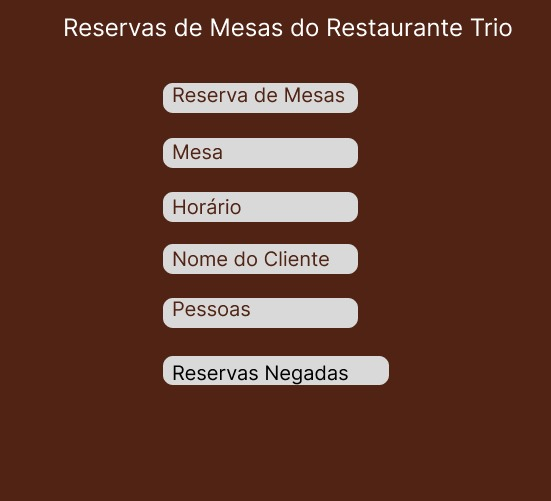 Reservas de Mesas do Restaurante Trio
Reserva de Mesas
Mesa
Horário
Nome do Cliente
Pessoas
Reservas Negadas